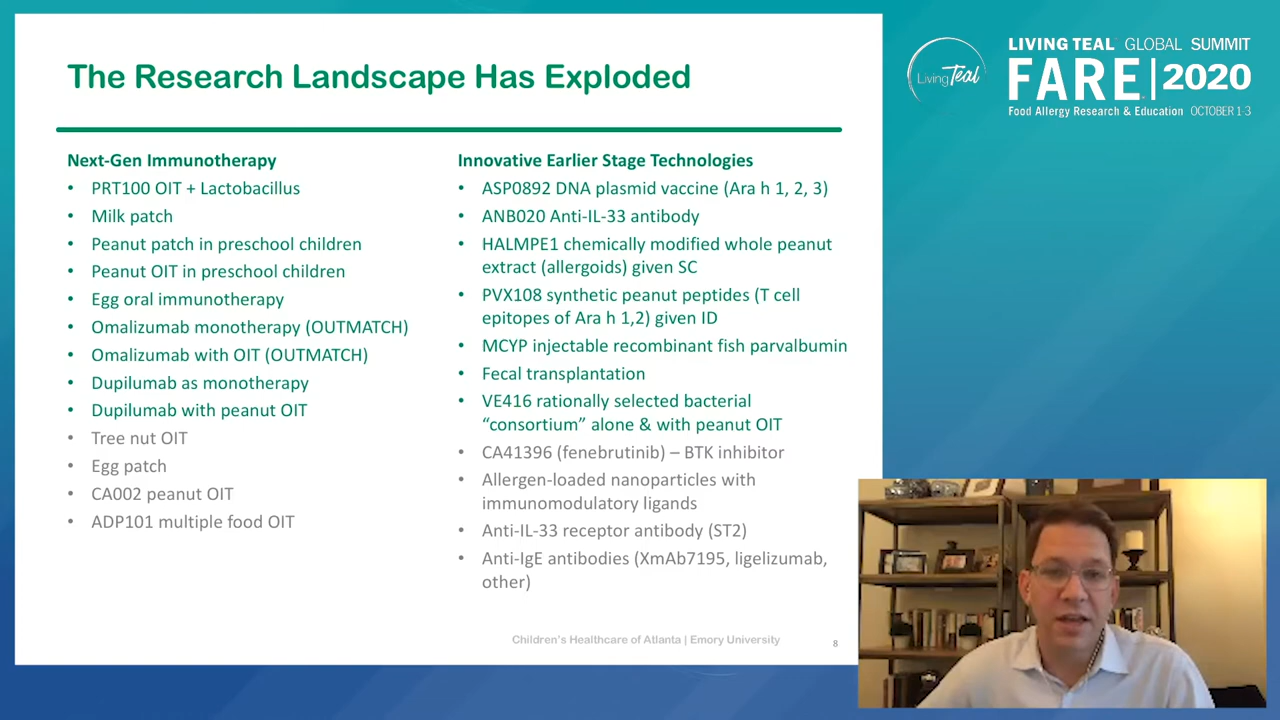 The Research Landscape Has Exploded
Next-Gen Immunotherapy
• PRT100 OIT + Lactobacillus
• Milk patch
• Peanut patch in preschool children
• Peanut OIT in preschool children
• Egg oral immunotherapy
• Omalizumab monotherapy (OUTMATCH)
• Omalizumab with OIT (OUTMATCH)
• Dupilumab as monotherapy
• Dupilumab with peanut OIT
• Tree nut OIT
• Egg patch
• CA002 peanut OIT
• ADP101 multiple food OIT
Innovative Earlier Stage Technologies
• ASP0892 DNA plasmid vaccine (Ara h 1, 2, 3)
• ANB020 Anti-IL-33 antibody
• HALMPE1 chemically modified whole peanut
extract (allergoids) given SC
• PVX108 synthetic peanut peptides (T cell
epitopes of Ara h 1,2) given ID
• MCYP injectable recombinant fish parvalbumin
• Fecal transplantation
• VE416 rationally selected bacterial
“consortium” alone & with peanut OIT
• CA41396 (fenebrutinib) – BTK inhibitor
• Allergen-loaded nanoparticles with
immunomodulatory ligands
• Anti-IL-33 receptor antibody (ST2)
• Anti-IgE antibodies (XmAb7195, ligelizumab,
other)
Children’s Healthcare of Atlanta | Emory University
8
Living Teal
LIVING TEAL GLOBAL SUMMIT
FARE | 2020
Food Allergy Research & Education OCTOBER 1-3